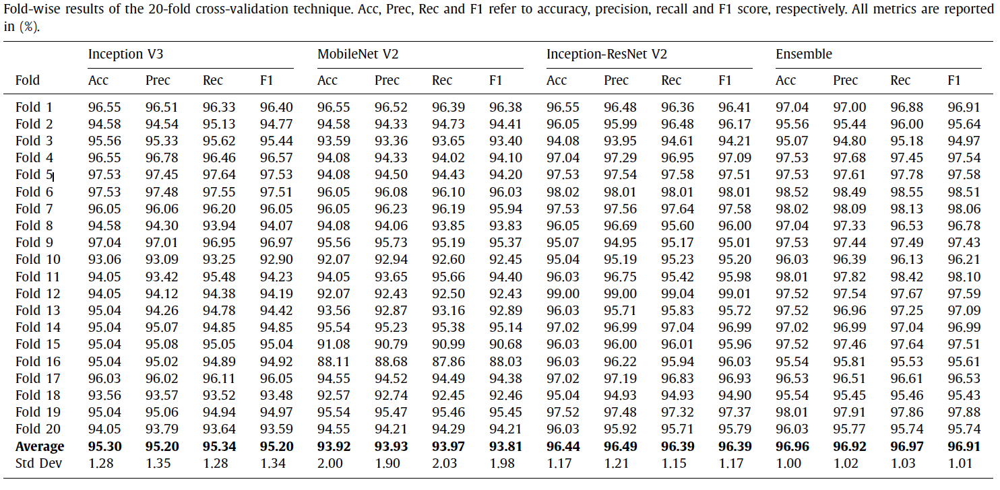 Fold-wise results of the 20-fold cross-validation technique. Acc, Prec, Rec and F1 refer to accuracy, precision, recall and F1 score, respectively. All metrics are reported
in (%).
Inception V3 MobileNet V2 Inception-ResNet V2 Ensemble
Fold Acc Prec Rec F1 Acc Prec Rec F1 Acc Prec Rec F1 Acc Prec Rec F1
Fold 1 96.55 96.51 96.33 96.40 96.55 96.52 96.39 96.38 96.55 96.48 96.36 96.41 97.04 97.00 96.88 96.91
Fold 2 94.58 94.54 95.13 94.77 94.58 94.33 94.73 94.41 96.05 95.99 96.48 96.17 95.56 95.44 96.00 95.64
Fold 3 95.56 95.33 95.62 95.44 93.59 93.36 93.65 93.40 94.08 93.95 94.61 94.21 95.07 94.80 95.18 94.97
Fold 4 96.55 96.78 96.46 96.57 94.08 94.33 94.02 94.10 97.04 97.29 96.95 97.09 97.53 97.68 97.45 97.54
Fold 5 97.53 97.45 97.64 97.53 94.08 94.50 94.43 94.20 97.53 97.54 97.58 97.51 97.53 97.61 97.78 97.58
Fold 6 97.53 97.48 97.55 97.51 96.05 96.08 96.10 96.03 98.02 98.01 98.01 98.01 98.52 98.49 98.55 98.51
Fold 7 96.05 96.06 96.20 96.05 96.05 96.23 96.19 95.94 97.53 97.56 97.64 97.58 98.02 98.09 98.13 98.06
Fold 8 94.58 94.30 93.94 94.07 94.08 94.06 93.85 93.83 96.05 96.69 95.60 96.00 97.04 97.33 96.53 96.78
Fold 9 97.04 97.01 96.95 96.97 95.56 95.73 95.19 95.37 95.07 94.95 95.17 95.01 97.53 97.44 97.49 97.43
Fold 10 93.06 93.09 93.25 92.90 92.07 92.94 92.60 92.45 95.04 95.19 95.23 95.20 96.03 96.39 96.13 96.21
Fold 11 94.05 93.42 95.48 94.23 94.05 93.65 95.66 94.40 96.03 96.75 95.42 95.98 98.01 97.82 98.42 98.10
Fold 12 94.05 94.12 94.38 94.19 92.07 92.43 92.50 92.43 99.00 99.00 99.04 99.01 97.52 97.54 97.67 97.59
Fold 13 95.04 94.26 94.78 94.42 93.56 92.87 93.16 92.89 96.03 95.71 95.83 95.72 97.52 96.96 97.25 97.09
Fold 14 95.04 95.07 94.85 94.85 95.54 95.23 95.38 95.14 97.02 96.99 97.04 96.99 97.02 96.99 97.04 96.99
Fold 15 95.04 95.08 95.05 95.04 91.08 90.79 90.99 90.68 96.03 96.00 96.01 95.96 97.52 97.46 97.64 97.51
Fold 16 95.04 95.02 94.89 94.92 88.11 88.68 87.86 88.03 96.03 96.22 95.94 96.03 95.54 95.81 95.53 95.61
Fold 17 96.03 96.02 96.11 96.05 94.55 94.52 94.49 94.38 97.02 97.19 96.83 96.93 96.53 96.51 96.61 96.53
Fold 18 93.56 93.57 93.52 93.48 92.57 92.74 92.45 92.46 95.04 94.93 94.93 94.90 95.54 95.45 95.46 95.43
Fold 19 95.04 95.06 94.94 94.97 95.54 95.47 95.46 95.45 97.52 97.48 97.32 97.37 98.01 97.91 97.86 97.88
Fold 20 94.05 93.79 93.64 93.59 94.55 94.21 94.29 94.21 96.03 95.92 95.71 95.79 96.03 95.77 95.74 95.74
Average 95.30 95.20 95.34 95.20 93.92 93.93 93.97 93.81 96.44 96.49 96.39 96.39 96.96 96.92 96.97 96.91
Std Dev 1.28 1.35 1.28 1.34 2.00 1.90 2.03 1.98 1.17 1.21 1.15 1.17 1.00 1.02 1.03 1.01